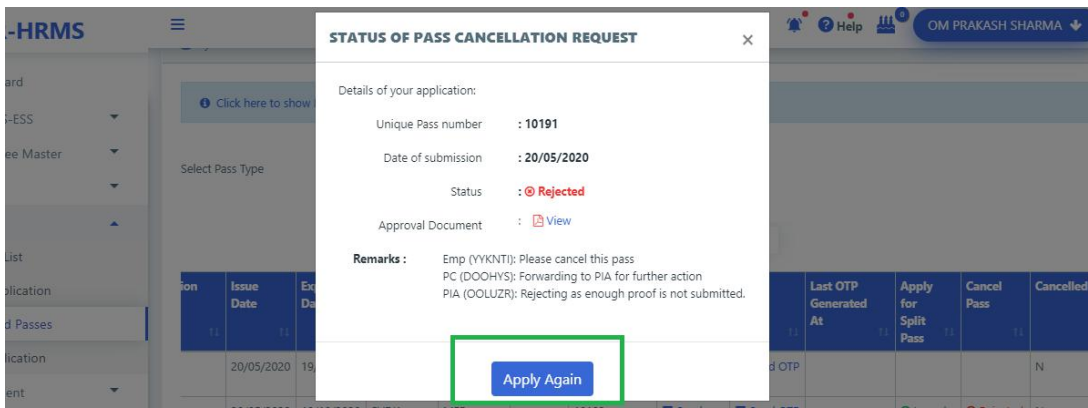 -HRMS
Help
OM PRAKASH SHARMA
STATUS OF PASS CANCELLATION REQUEST
×
Click here to show
Select Pass Type
Details of your application:
Unique Pass number : 10191
Date of submission : 20/05/2020
Status : Rejected
Approval Document : View
Remarks : Emp (YYKNTI): Please cancel this pass
PC (DOOHYS): Forwarding to PIA for further action
PIA (OOLUZR): Rejecting as enough proof is not submitted.
Apply Again
ard
-ESS
ee Master
List
plication
d Passes
lication
ent
ion
Issue Date
Last OTP Generated At
Apply for Split Pass
Cancel Pass
Cancelled
20/05/2020
19,
d OTP
N